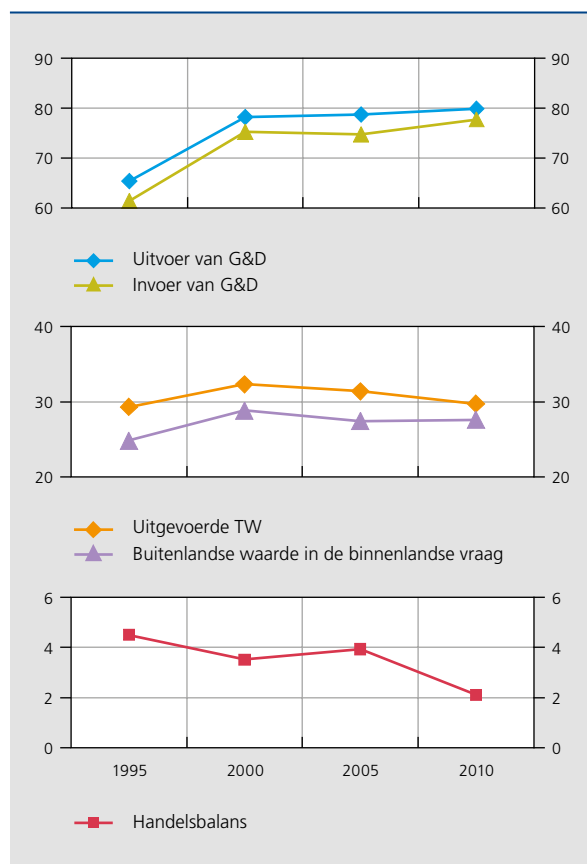 90 90
80 80
70 70
60 60
Uitvoer van G&D
Invoer van G&D
40 40
30 30
20 20
Uitgevoerde TW
Buitenlandse waarde in de binnenlandse vraag
6 6
4 4
2 2
0 0
1995 2000 2005 2010
Handelsbalans